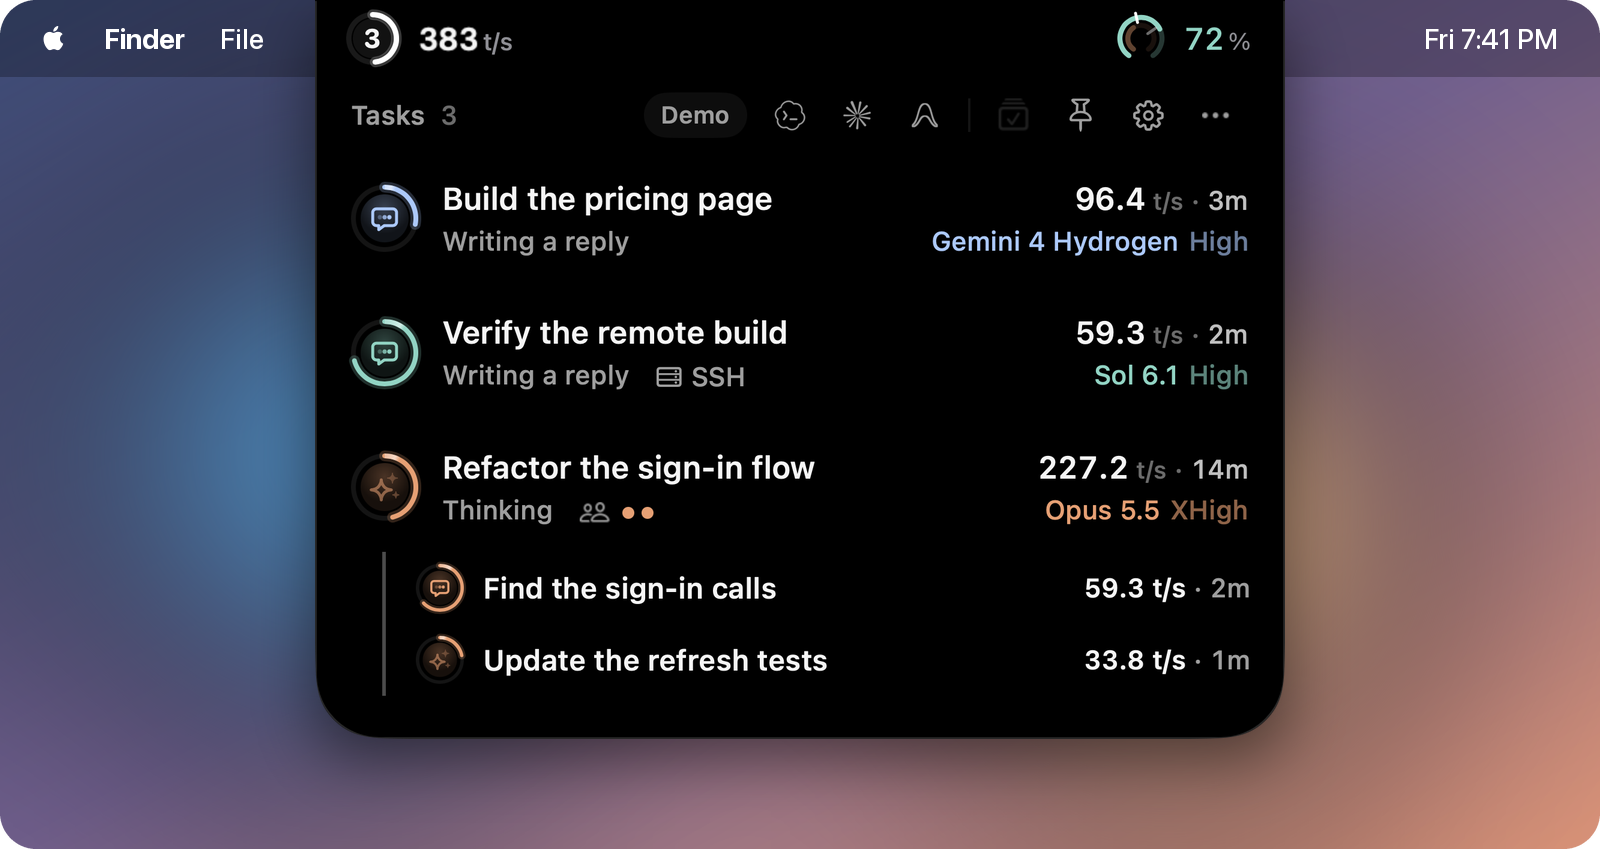 Finder File
3 383 t/s
72 %
Fri 7:41 PM
Tasks 3
Demo
Build the pricing page
96.4 t/s · 3m
Writing a reply
Gemini 4 Hydrogen High
Verify the remote build
59.3 t/s · 2m
Writing a reply SSH
Sol 6.1 High
Refactor the sign-in flow
227.2 t/s · 14m
Thinking
Opus 5.5 XHigh
Find the sign-in calls
59.3 t/s · 2m
Update the refresh tests
33.8 t/s · 1m